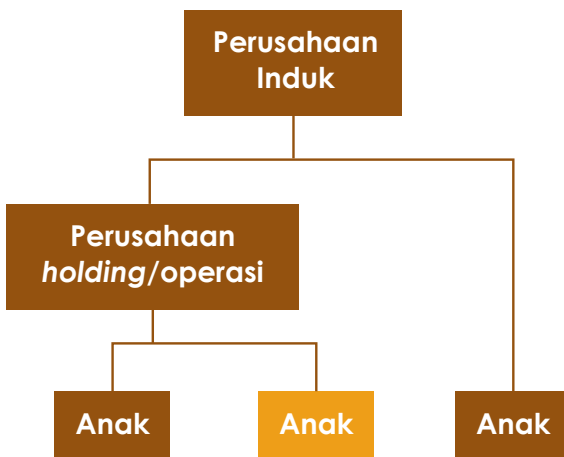 Perusahaan
Induk
Perusahaan
holding/operasi
Anak
Anak
Anak